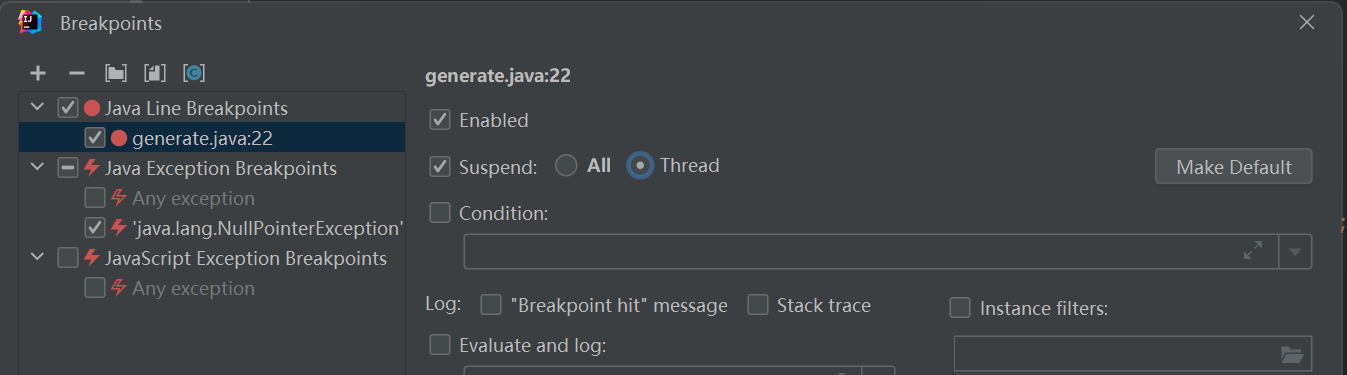 Breakpoints
generate.java:22
Java Line Breakpoints
generate.java:22
Java Exception Breakpoints
Any exception
'java.lang.NullPointerException'
JavaScript Exception Breakpoints
Any exception
Enabled
Suspend: All Thread Make Default
Condition:
Log: "Breakpoint hit" message Stack trace Instance filters:
Evaluate and log: